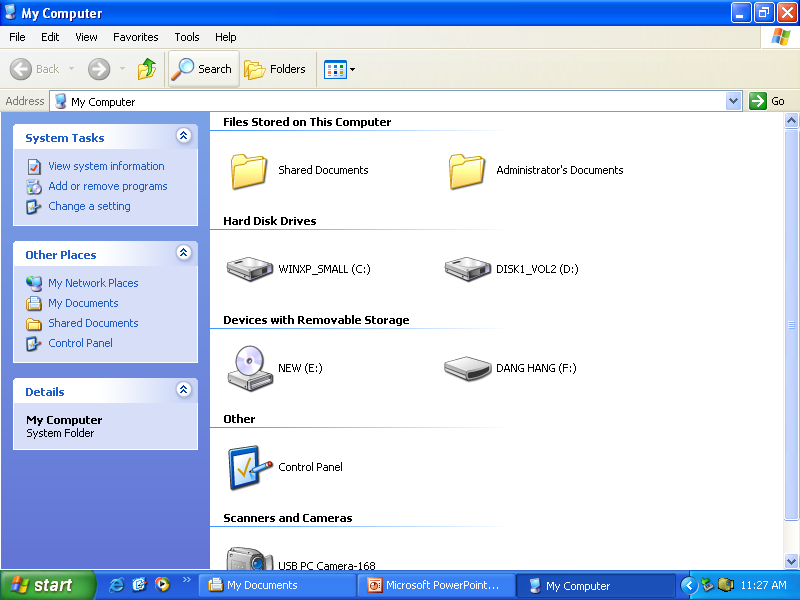 My Computer
File Edit View Favorites Tools Help
Back Search Folders
Address My Computer Go
System Tasks
View system information
Add or remove programs
Change a setting
Other Places
My Network Places
My Documents
Shared Documents
Control Panel
Details
My Computer
System Folder
Files Stored on This Computer
Shared Documents Administrator's Documents
Hard Disk Drives
WINXP_SMALL (C:) DISK1_VOL2 (D:)
Devices with Removable Storage
NEW (E:) DANG HANG (F:)
Other
Control Panel
Scanners and Cameras
USB PC Camera-168
start My Documents Microsoft PowerPoint... My Computer 11:27 AM